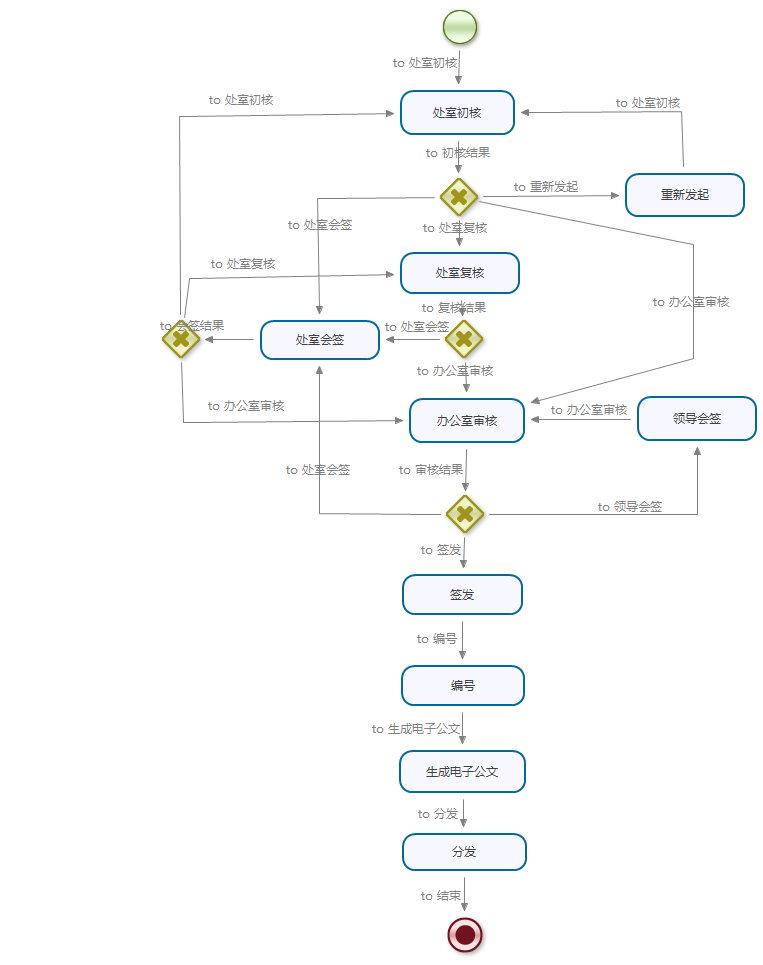 to 处室初核
to 处室初核
to 处室初核
处室初核
to 初核结果
to 重新发起
重新发起
to 处室会签
to 处室复核
to 处室复核
处室复核
to 办公室审核
to 复核结果
to 会签结果
to 处室会签
处室会签
to 办公室审核
to 办公室审核
to 办公室审核
办公室审核
领导会签
to 处室会签
to 审核结果
to 领导会签
to 签发
签发
to 编号
编号
to 生成电子公文
生成电子公文
to 分发
分发
to 结束